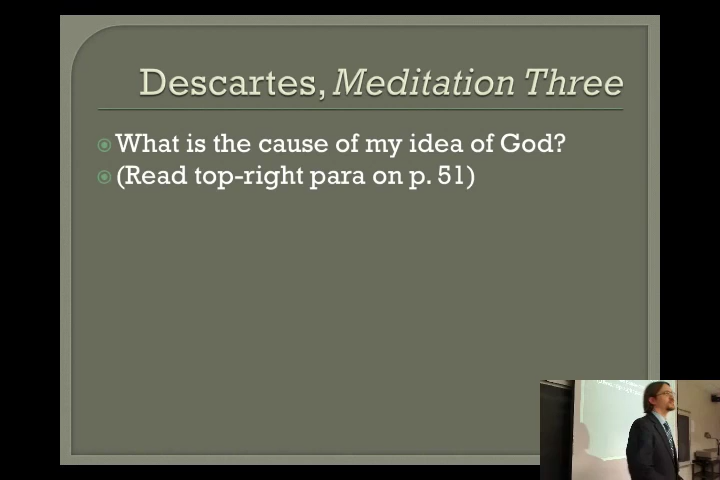 Descartes, Meditation Three
What is the cause of my idea of God?
(Read top-right para on p. 51)